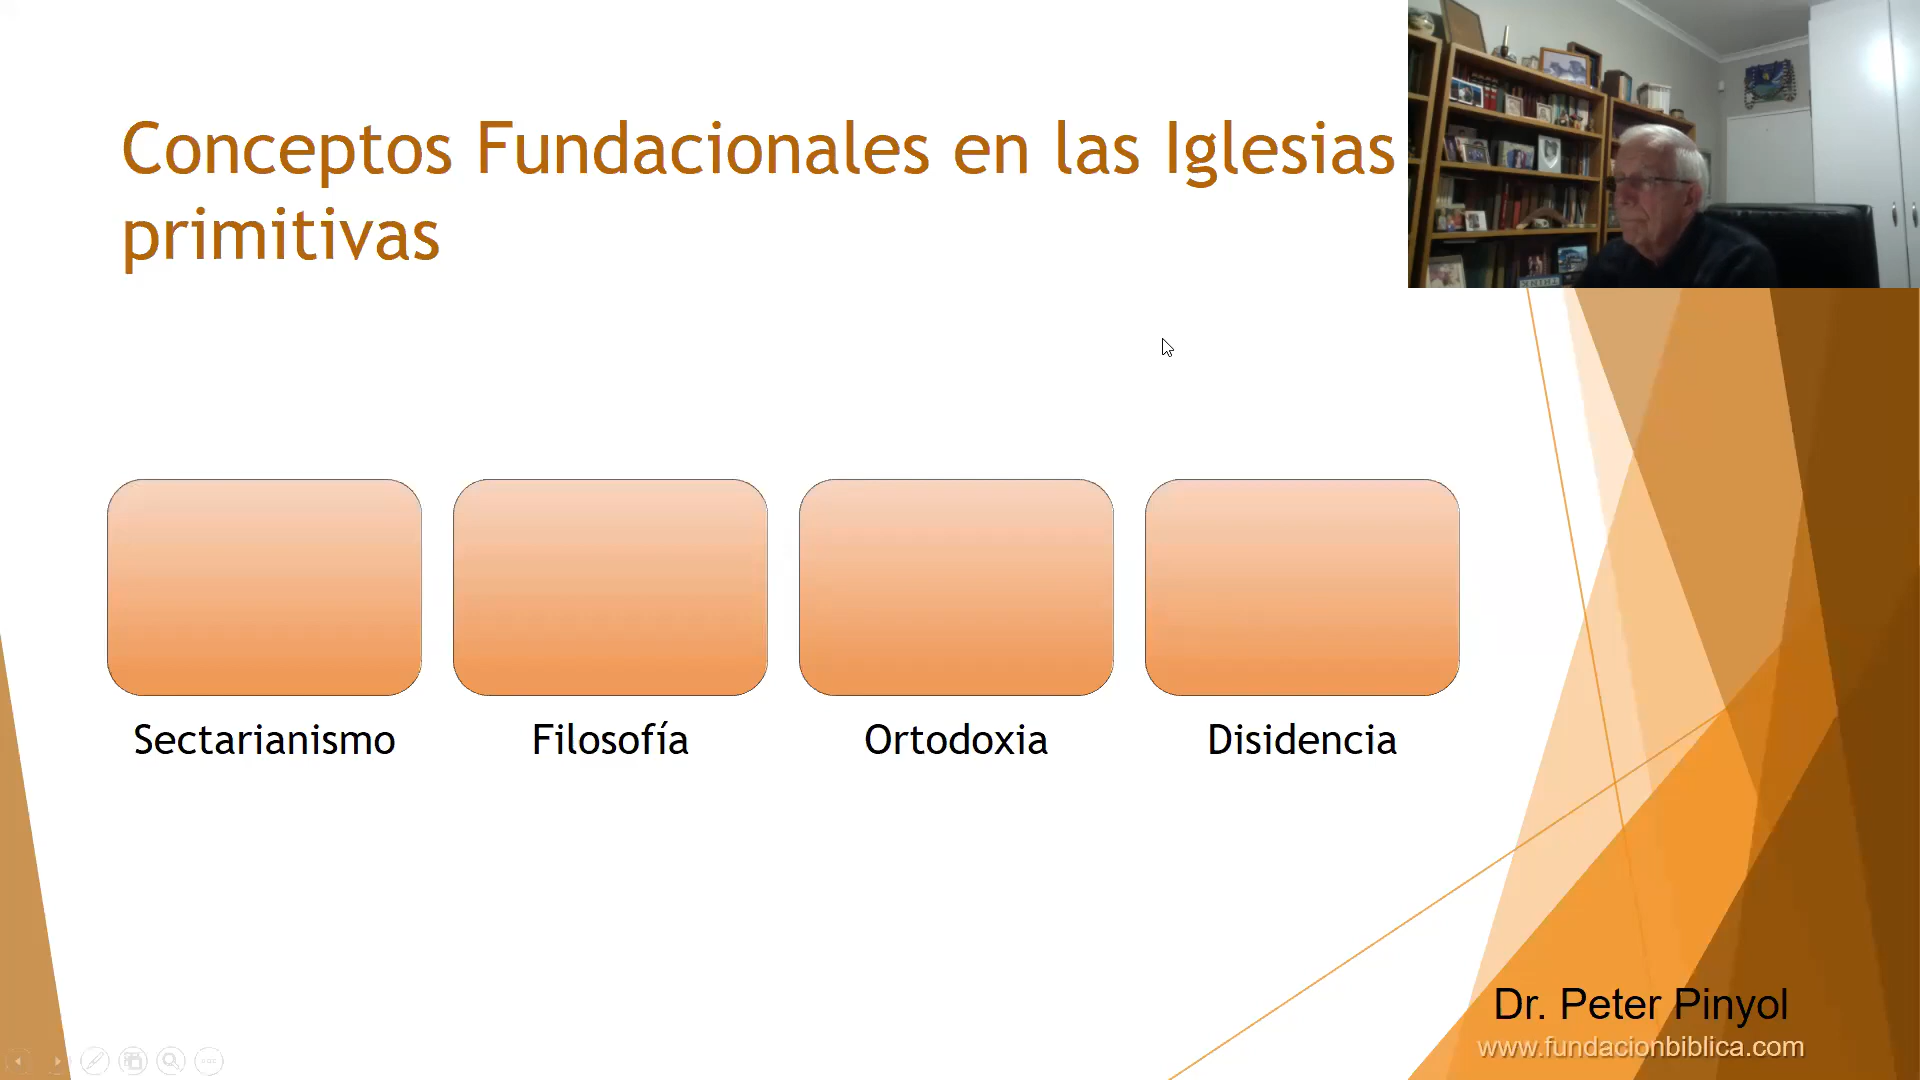 Conceptos Fundacionales en las Iglesias
primitivas
Sectarianismo
Filosofía
Ortodoxia
Disidencia
Dr. Peter Pinyol
www.fundacionbiblica.com